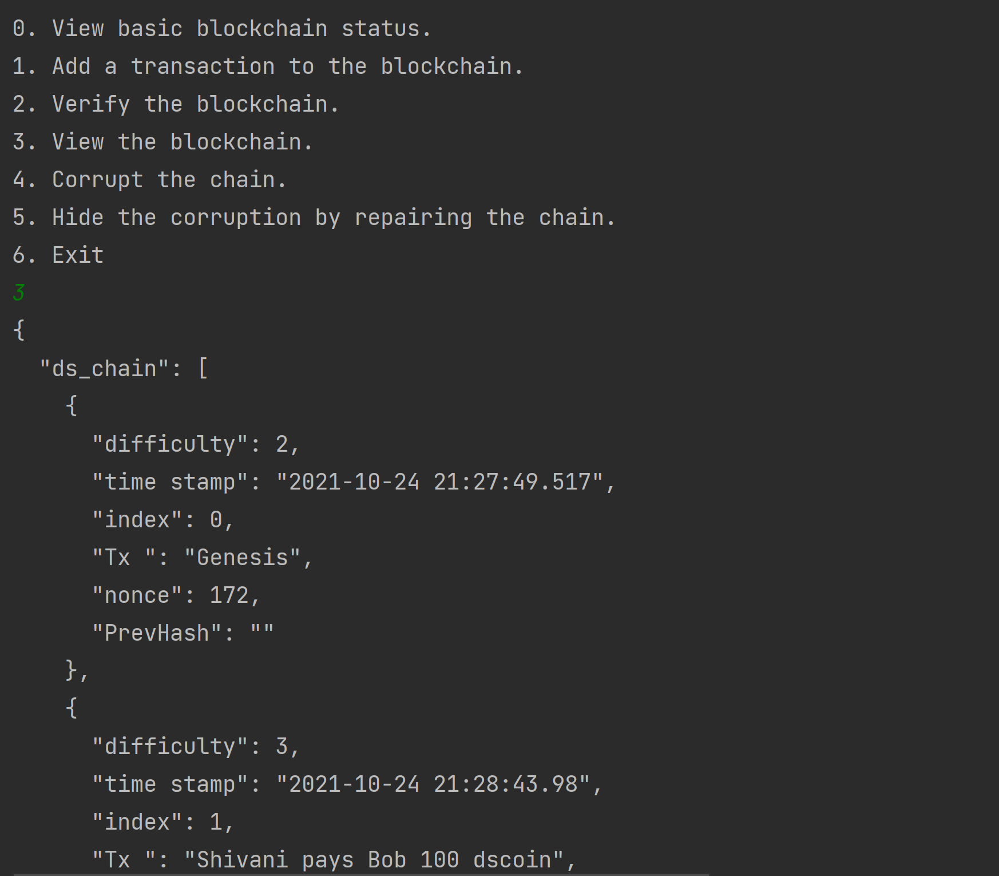 0. View basic blockchain status.
1. Add a transaction to the blockchain.
2. Verify the blockchain.
3. View the blockchain.
4. Corrupt the chain.
5. Hide the corruption by repairing the chain.
6. Exit
3
{
  "ds_chain": [
    {
      "difficulty": 2,
      "time stamp": "2021-10-24 21:27:49.517",
      "index": 0,
      "Tx ": "Genesis",
      "nonce": 172,
      "PrevHash": ""
    },
    {
      "difficulty": 3,
      "time stamp": "2021-10-24 21:28:43.98",
      "index": 1,
      "Tx ": "Shivani pays Bob 100 dscoin",